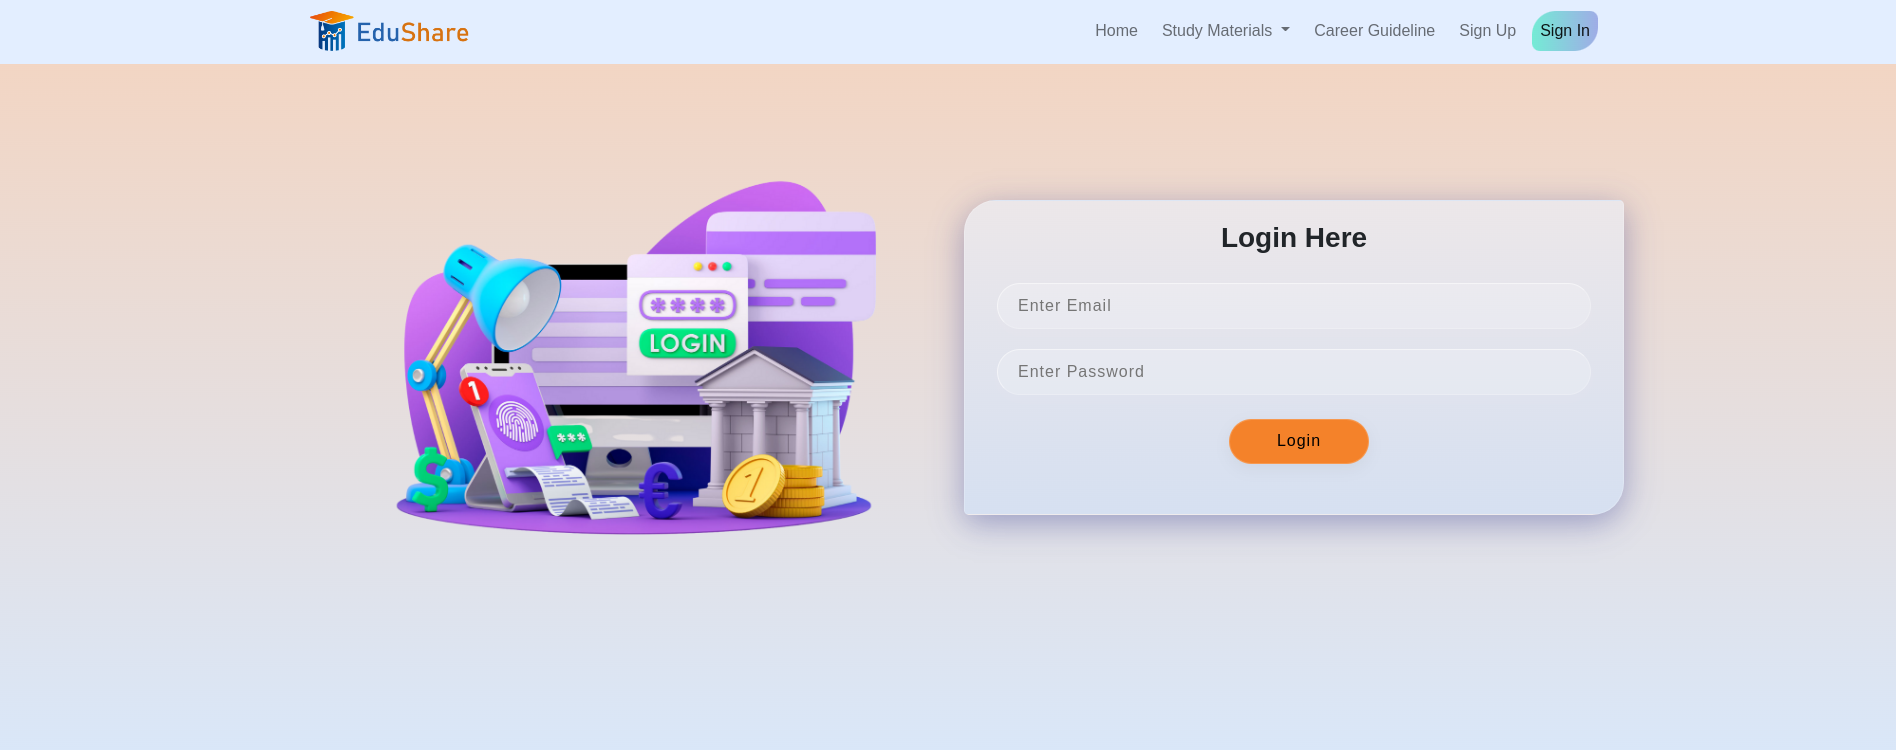 EduShare
Home
Study Materials
Career Guideline
Sign Up
Sign In
****
LOGIN
1
***
$
€
1
Login Here
Enter Email
Enter Password
Login